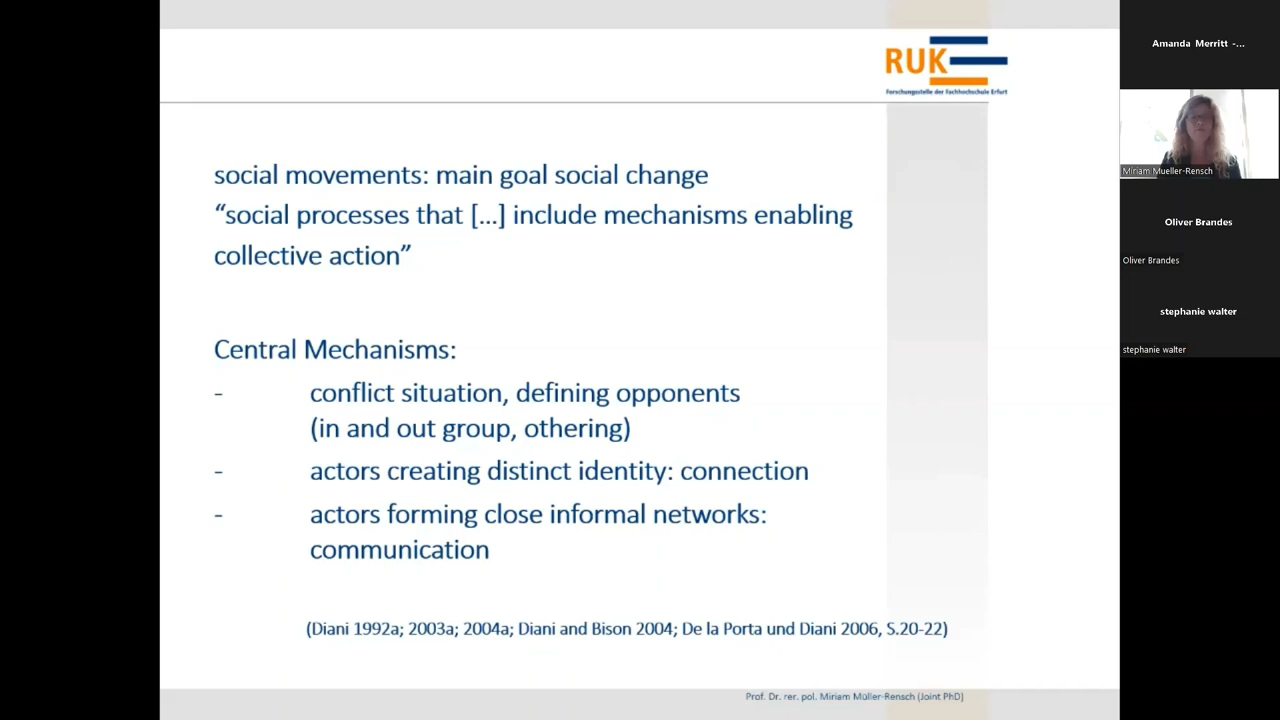 RUK
Forschungsstelle der Fachhochschule Erfurt
social movements: main goal social change
“social processes that [...] include mechanisms enabling
collective action”
Central Mechanisms:
- conflict situation, defining opponents
(in and out group, othering)
- actors creating distinct identity: connection
- actors forming close informal networks:
communication
(Diani 1992a; 2003a; 2004a; Diani and Bison 2004; De la Porta und Diani 2006, S.20-22)
Prof. Dr. rer. pol. Miriam Müller-Rensch (Joint PhD)
Amanda Merritt -...
Miriam Mueller-Rensch
Oliver Brandes
Oliver Brandes
stephanie walter
stephanie walter